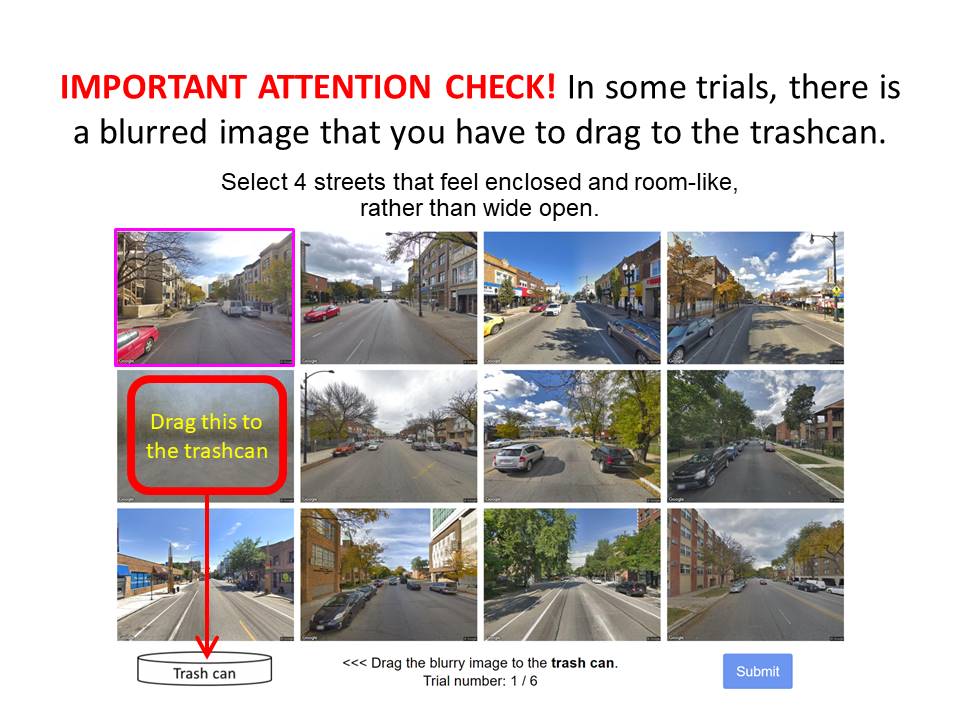 IMPORTANT ATTENTION CHECK! In some trials, there is
a blurred image that you have to drag to the trashcan.
Select 4 streets that feel enclosed and room-like,
rather than wide open.
Drag this to
the trashcan
Trash can
<<< Drag the blurry image to the trash can.
Trial number: 1 / 6
Submit